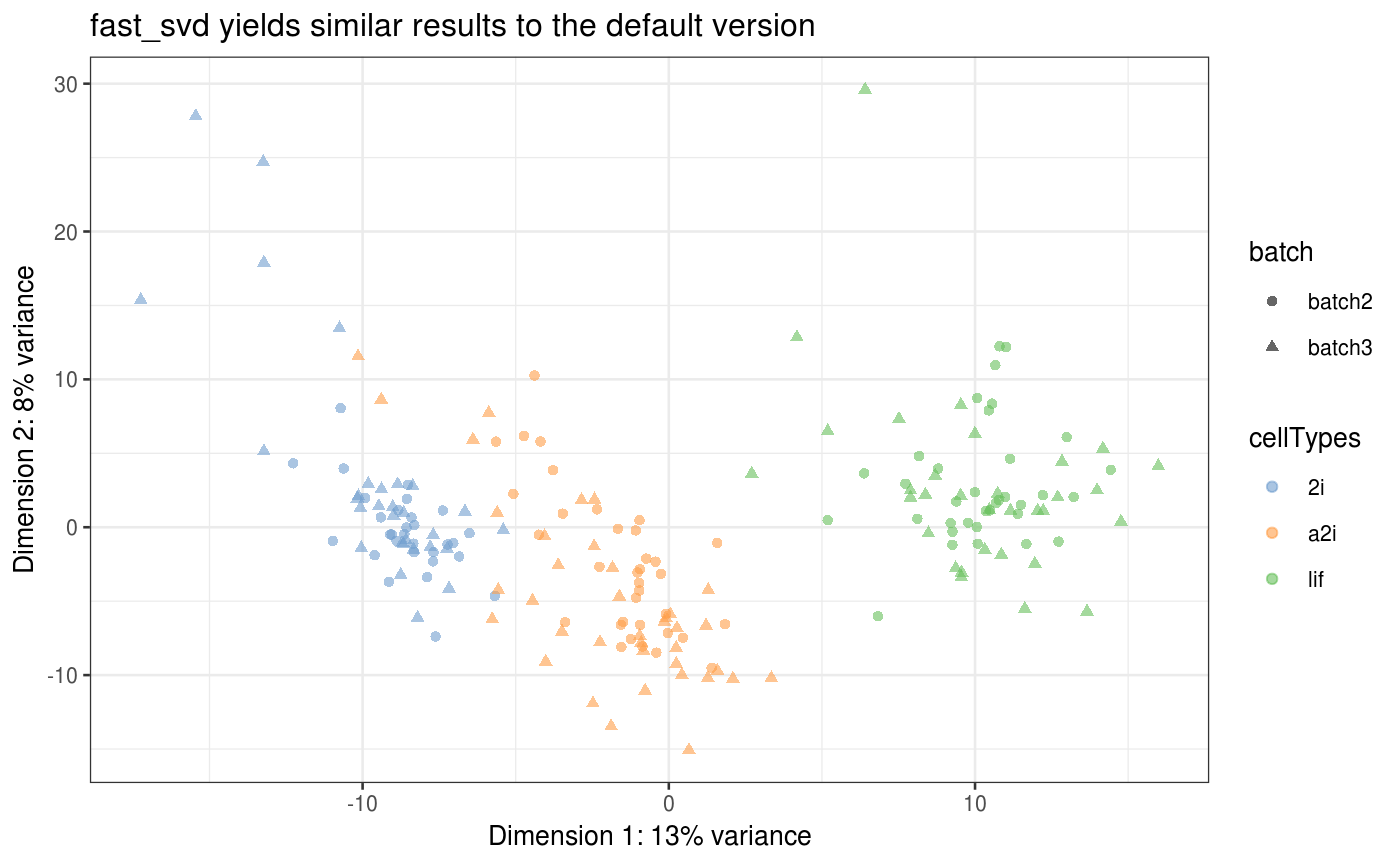 fast_svd yields similar results to the default version
30
20
10
0
-10
Dimension 2: 8% variance
-10
0
10
Dimension 1: 13% variance
batch
batch2
batch3
cellTypes
2i
a2i
lif